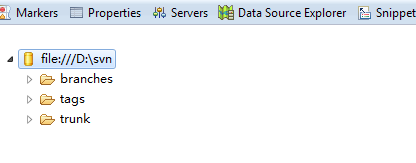 Markers Properties Servers Data Source Explorer Snippet
file:///D:\svn
branches
tags
trunk